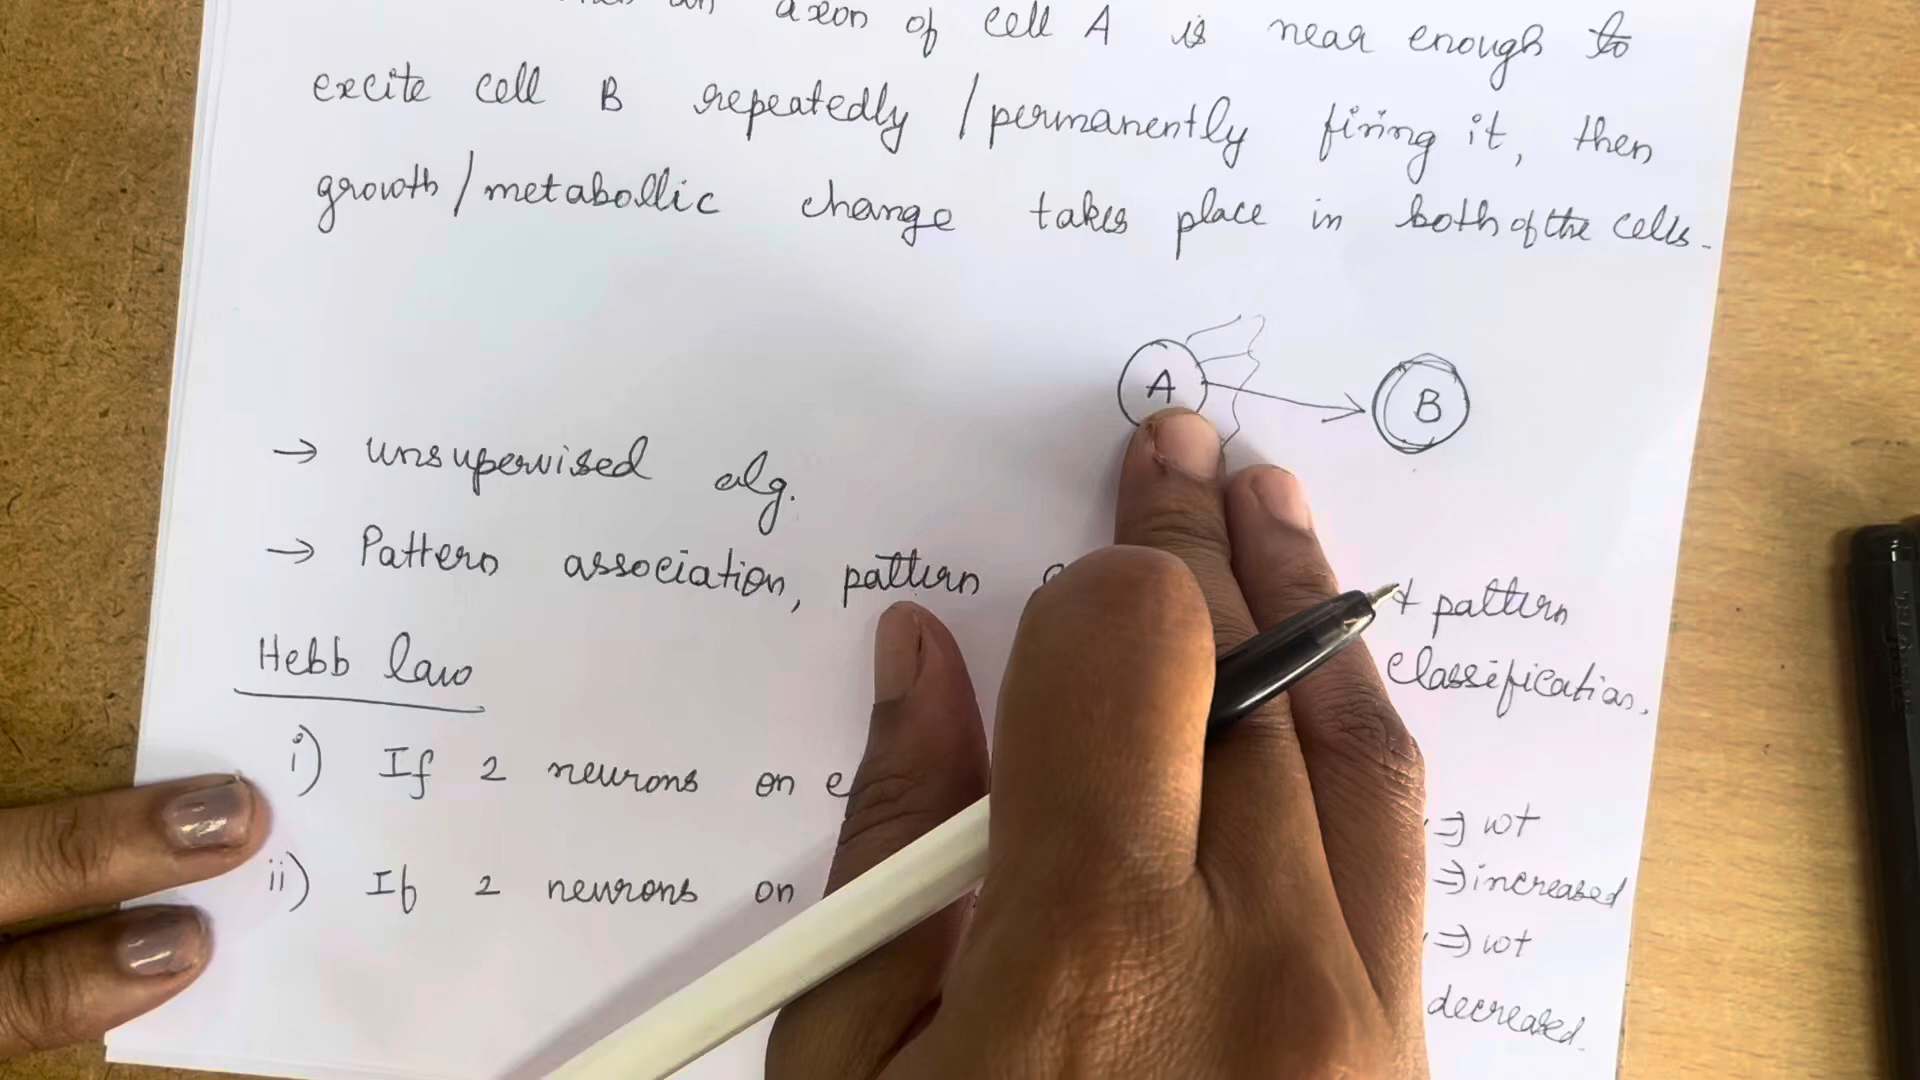 an axon of cell A is near enough to
excite cell B repeatedly / permanently firing it, then
growth / metabollic change takes place in both of the cells.
A
B
→ unsupervised alg.
→ Pattern association, pattern
& pattern
classification.
Hebb law
i) If 2 neurons on
⇒ wt
⇒ increased
ii) If 2 neurons on
⇒ wt
decreased.